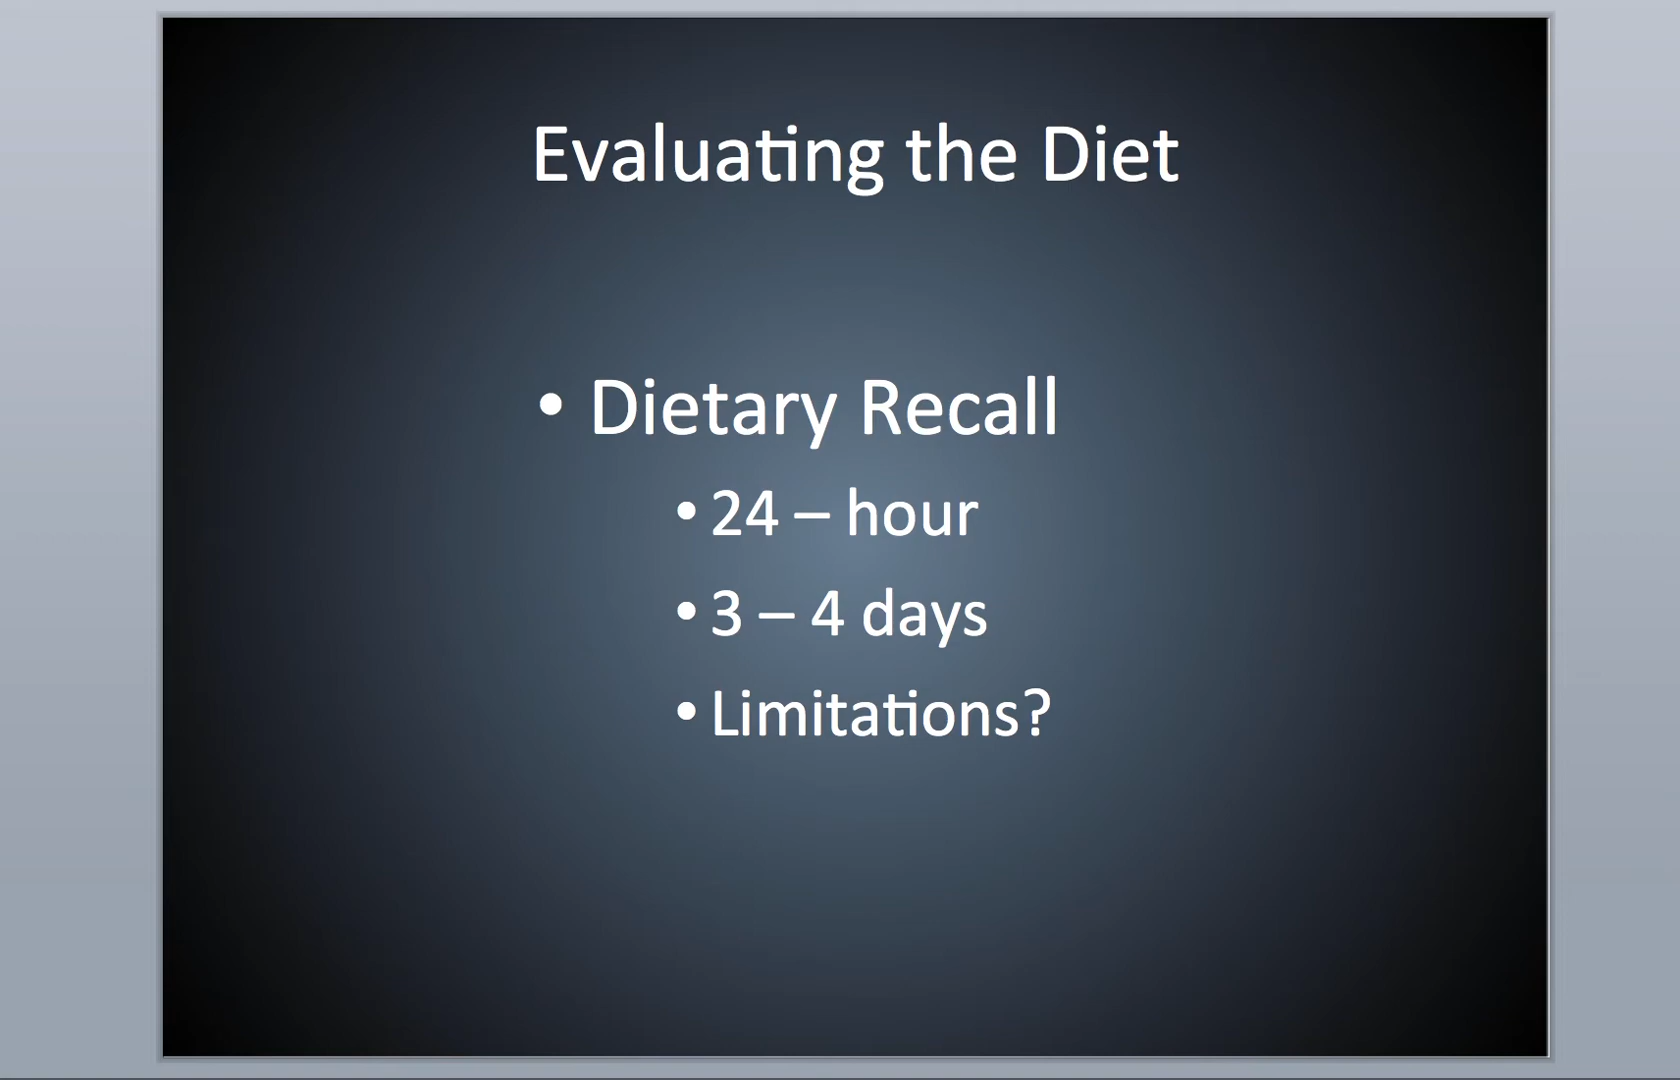 Evaluating the Diet
• Dietary Recall
• 24 – hour
• 3 – 4 days
• Limitations?